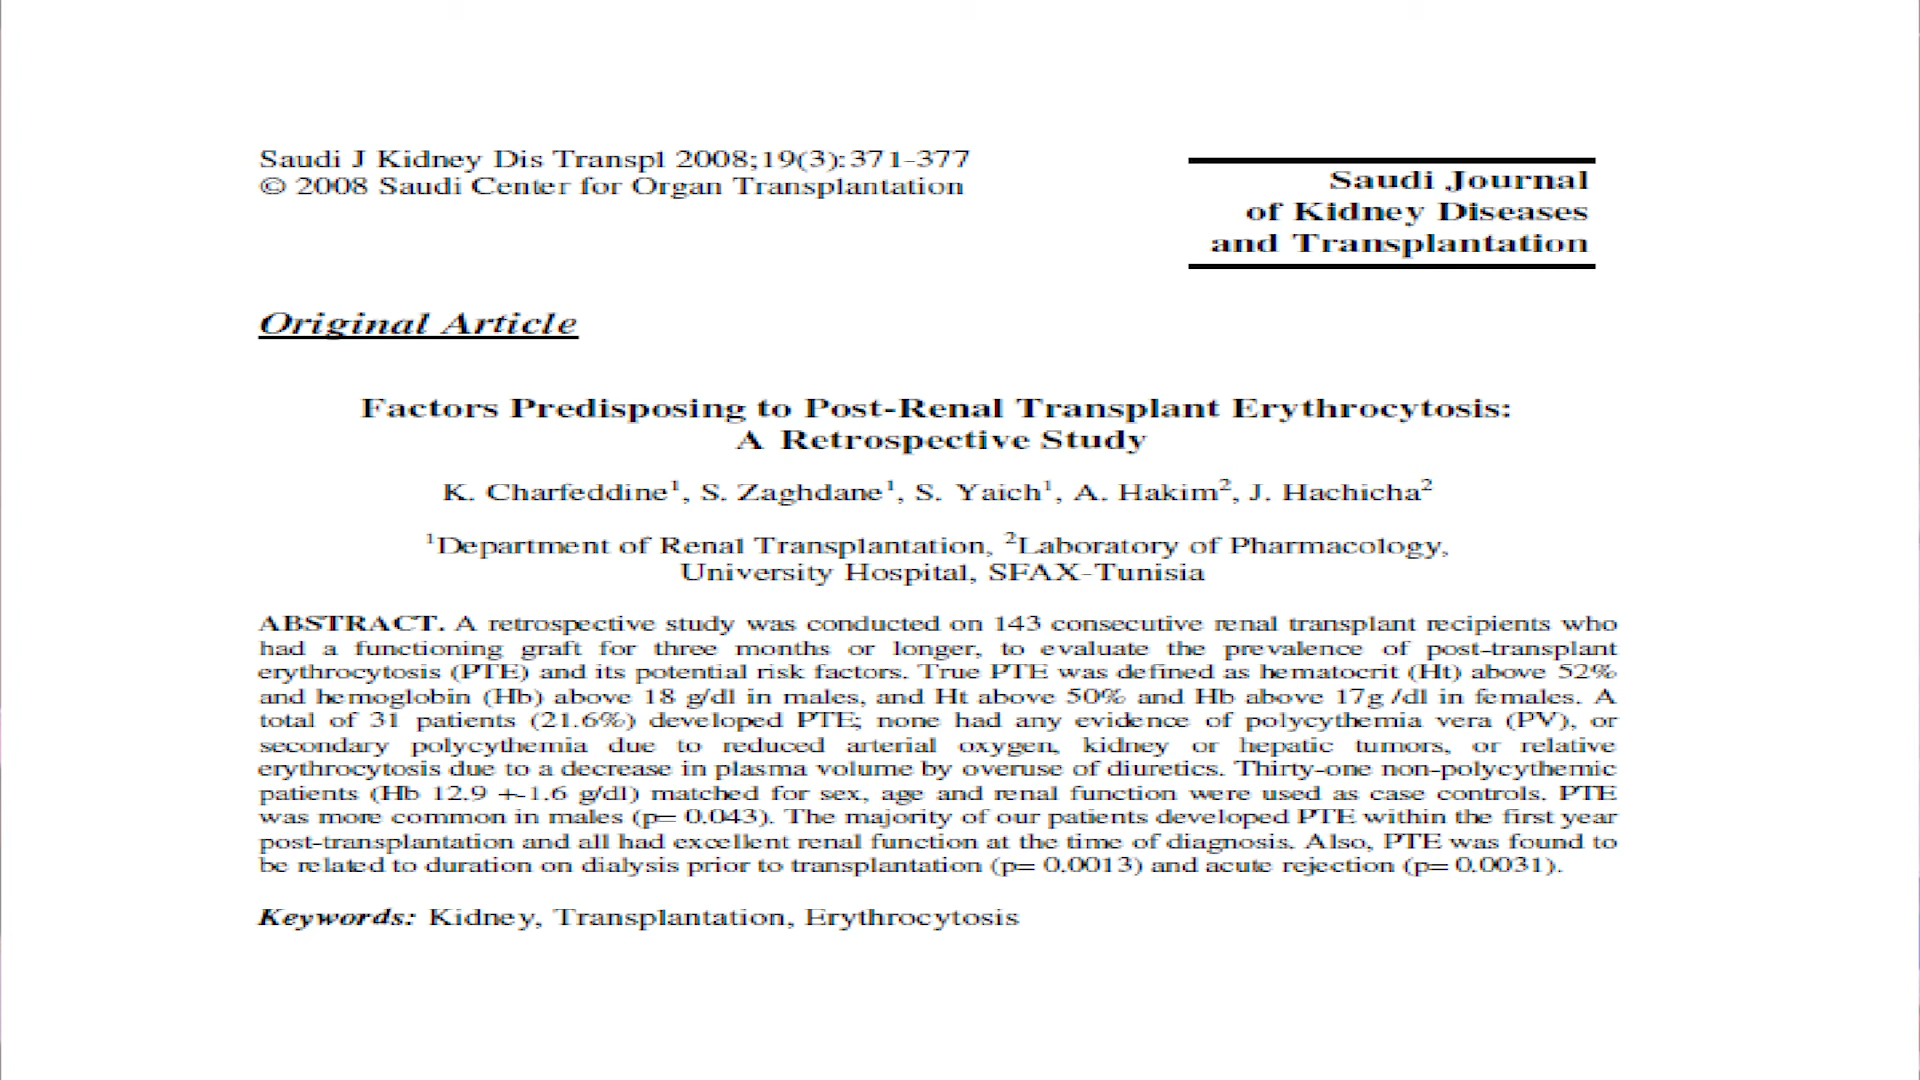 Saudi J Kidney Dis Transpl 2008;19(3):371-377
© 2008 Saudi Center for Organ Transplantation
Saudi Journal
of Kidney Diseases
and Transplantation
Original Article
Factors Predisposing to Post-Renal Transplant Erythrocytosis:
A Retrospective Study
K. Charfeddine¹, S. Zaghdane¹, S. Yaich¹, A. Hakim², J. Hachicha²
¹Department of Renal Transplantation, ²Laboratory of Pharmacology,
University Hospital, SFAX-Tunisia
ABSTRACT. A retrospective study was conducted on 143 consecutive renal transplant recipients who
had a functioning graft for three months or longer, to evaluate the prevalence of post-transplant
erythrocytosis (PTE) and its potential risk factors. True PTE was defined as hematocrit (Ht) above 52%
and hemoglobin (Hb) above 18 g/dl in males, and Ht above 50% and Hb above 17g /dl in females. A
total of 31 patients (21.6%) developed PTE; none had any evidence of polycythemia vera (PV), or
secondary polycythemia due to reduced arterial oxygen, kidney or hepatic tumors, or relative
erythrocytosis due to a decrease in plasma volume by overuse of diuretics. Thirty-one non-polycythemic
patients (Hb 12.9 +-1.6 g/dl) matched for sex, age and renal function were used as case controls. PTE
was more common in males (p= 0.043). The majority of our patients developed PTE within the first year
post-transplantation and all had excellent renal function at the time of diagnosis. Also, PTE was found to
be related to duration on dialysis prior to transplantation (p= 0.0013) and acute rejection (p= 0.0031).
Keywords: Kidney, Transplantation, Erythrocytosis